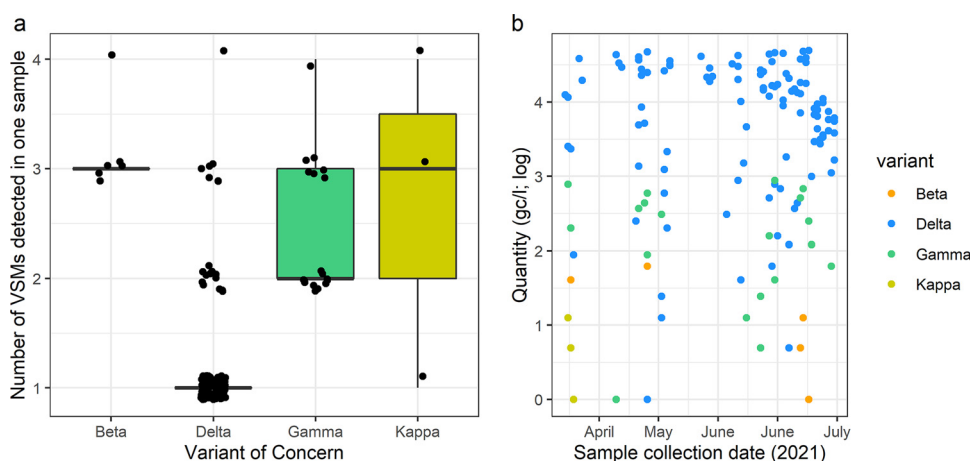 a
Number of VSMs detected in one sample
4
3
2
1
Beta
Delta
Gamma
Kappa
Variant of Concern
b
Quantity (gc/l; log)
4
3
2
1
0
April
May
June
June
July
Sample collection date (2021)
variant
Beta
Delta
Gamma
Kappa